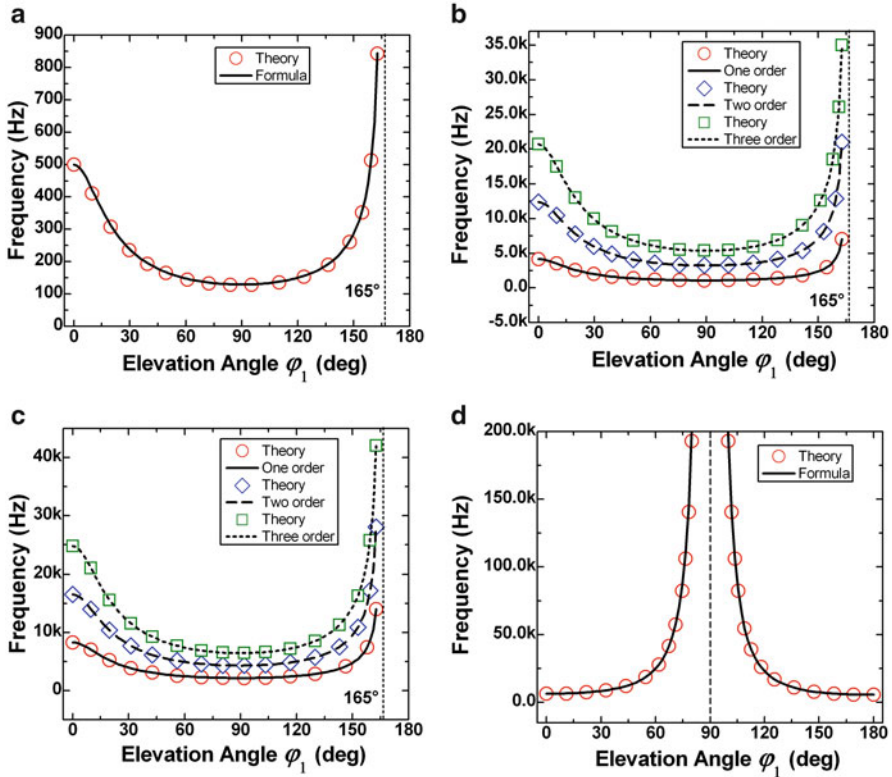 a
900
800
700
600
500
400
300
200
100
0
Frequency (Hz)
Theory
Formula
165°
0 30 60 90 120 150 180
Elevation Angle φ1 (deg)
b
35.0k
30.0k
25.0k
20.0k
15.0k
10.0k
5.0k
0.0
-5.0k
Frequency (Hz)
Theory
One order
Theory
Two order
Theory
Three order
165°
0 30 60 90 120 150 180
Elevation Angle φ1 (deg)
c
40k
30k
20k
10k
0k
Frequency (Hz)
Theory
One order
Theory
Two order
Theory
Three order
165°
0 30 60 90 120 150 180
Elevation Angle φ1 (deg)
d
200.0k
150.0k
100.0k
50.0k
0.0
Frequency (Hz)
Theory
Formula
0 30 60 90 120 150 180
Elevation Angle φ1 (deg)